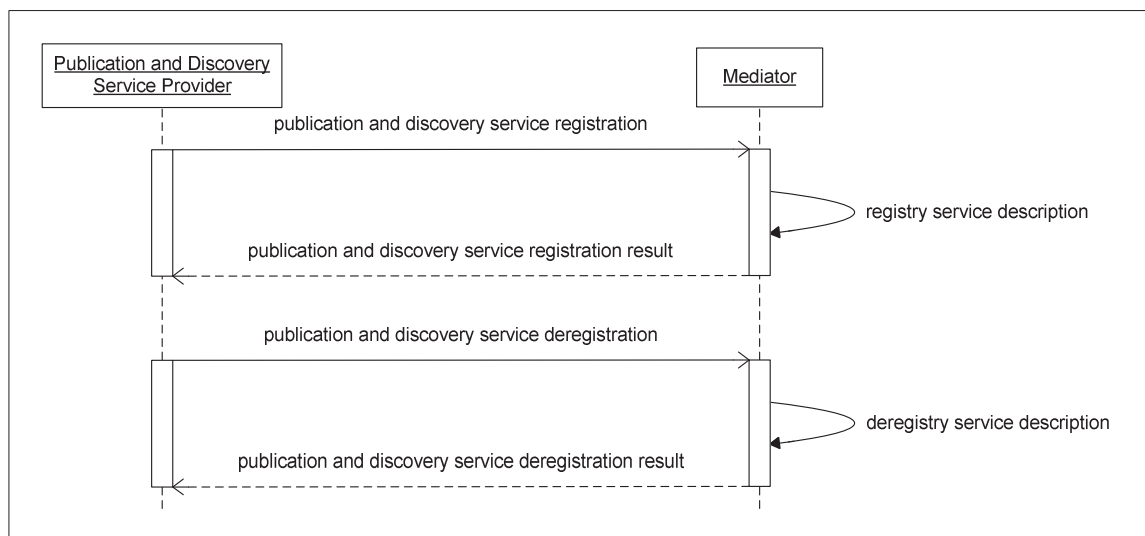 Publication and Discovery
Service Provider
Mediator
publication and discovery service registration
registry service description
publication and discovery service registration result
publication and discovery service deregistration
deregistry service description
publication and discovery service deregistration result